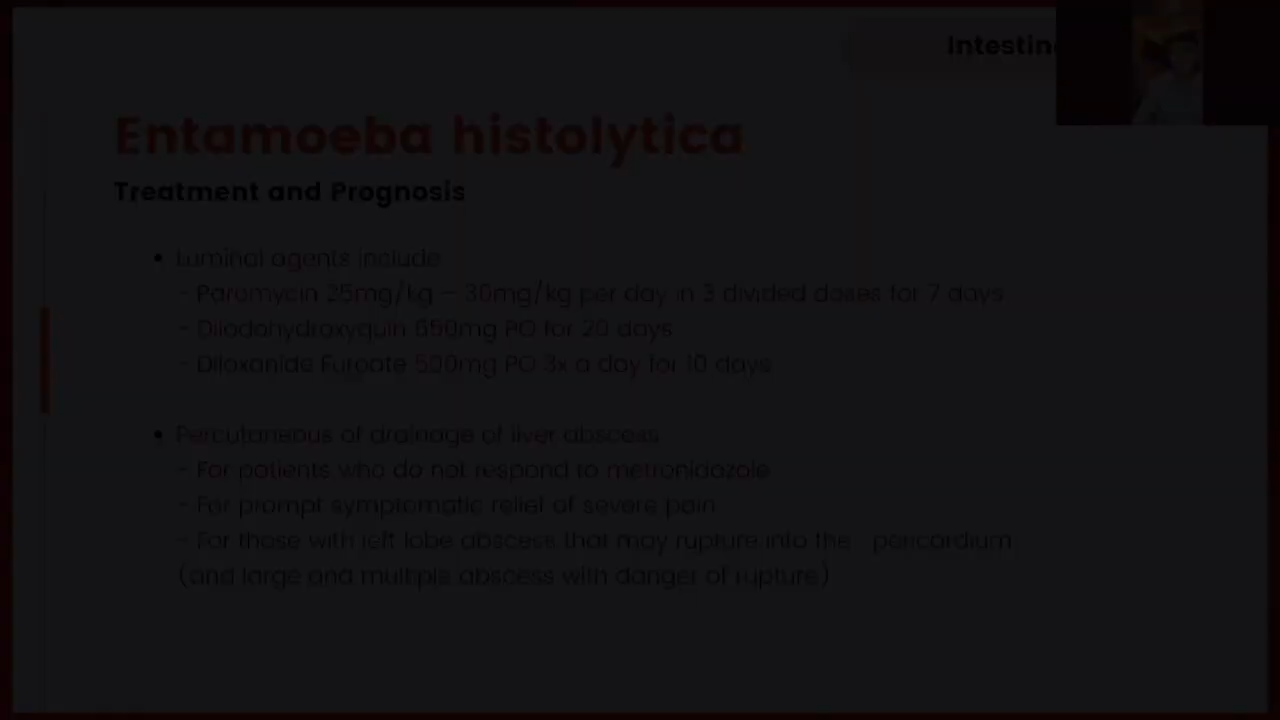 Intestin
Entamoeba histolytica
Treatment and Prognosis
• Luminal agents include
- Paromycin 25mg/kg – 30mg/kg per day in 3 divided doses for 7 days
- Diiodohydroxyquin 650mg PO for 20 days
- Diloxanide Furoate 500mg PO 3x a day for 10 days
• Percutaneous of drainage of liver abscess
- For patients who do not respond to metronidazole
- For prompt symptomatic relief of severe pain
- For those with left lobe abscess that may rupture into the pericardium
(and large and multiple abscess with danger of rupture)